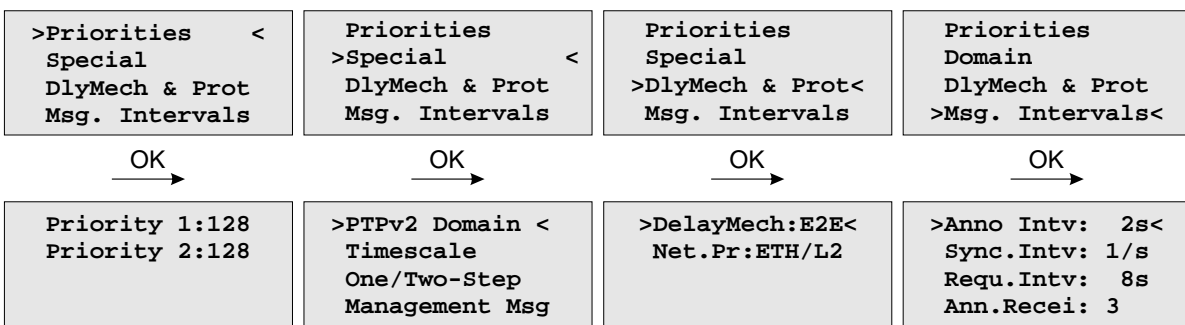 >Priorities <
Special
DlyMech & Prot
Msg. Intervals
Priorities
>Special <
DlyMech & Prot
Msg. Intervals
Priorities
Special
>DlyMech & Prot<
Msg. Intervals
Priorities
Domain
DlyMech & Prot
>Msg. Intervals<
OK
OK
OK
OK
Priority 1:128
Priority 2:128
>PTPv2 Domain <
Timescale
One/Two-Step
Management Msg
>DelayMech:E2E<
Net.Pr:ETH/L2
>Anno Intv: 2s<
Sync.Intv: 1/s
Requ.Intv: 8s
Ann.Recei: 3